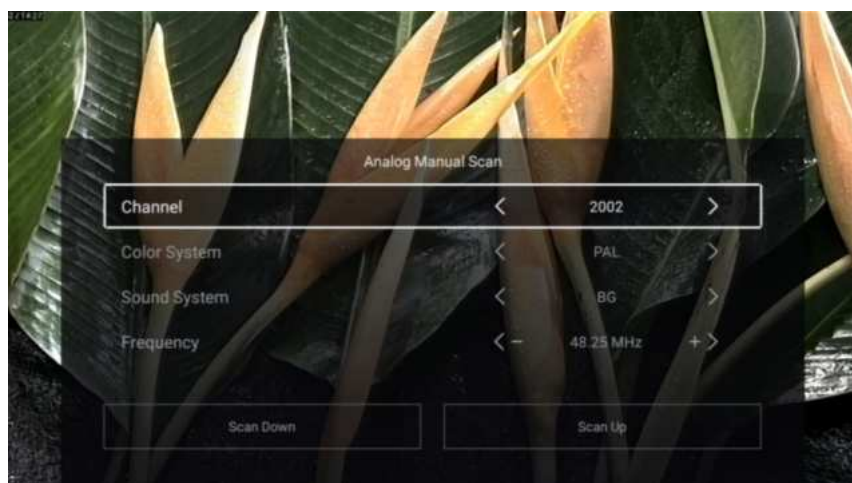 Analog Manual Scan
Channel < 2002 >
Color System < PAL >
Sound System < BG >
Frequency < − 48.25 MHz + >
Scan Down
Scan Up